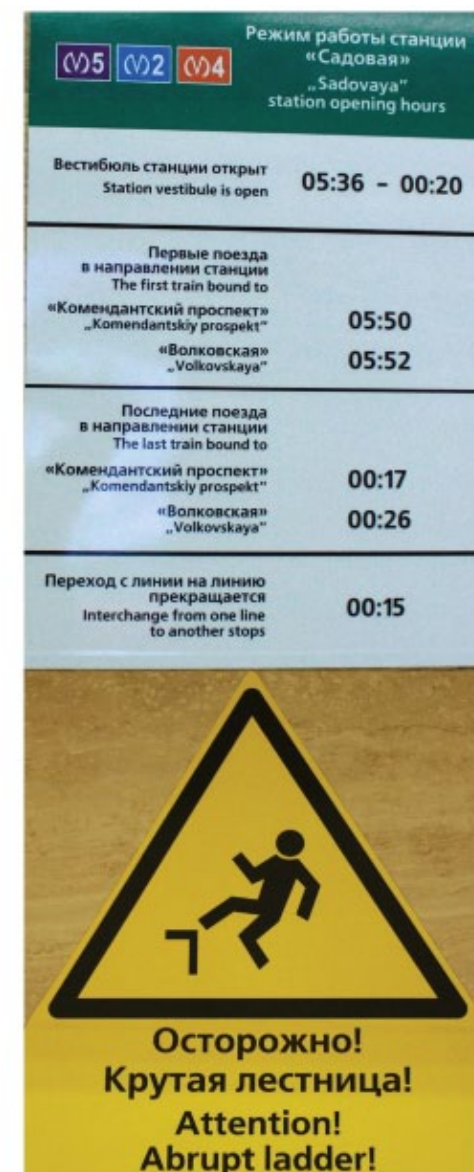 М5 М2 М4
Режим работы станции
«Садовая»
„Sadovaya"
station opening hours
Вестибюль станции открыт
Station vestibule is open
05:36 - 00:20
Первые поезда
в направлении станции
The first train bound to
«Комендантский проспект»
„Komendantskiy prospekt"
05:50
«Волковская»
„Volkovskaya"
05:52
Последние поезда
в направлении станции
The last train bound to
«Комендантский проспект»
„Komendantskiy prospekt"
00:17
«Волковская»
„Volkovskaya"
00:26
Переход с линии на линию
прекращается
Interchange from one line
to another stops
00:15
Осторожно!
Крутая лестница!
Attention!
Abrupt ladder!